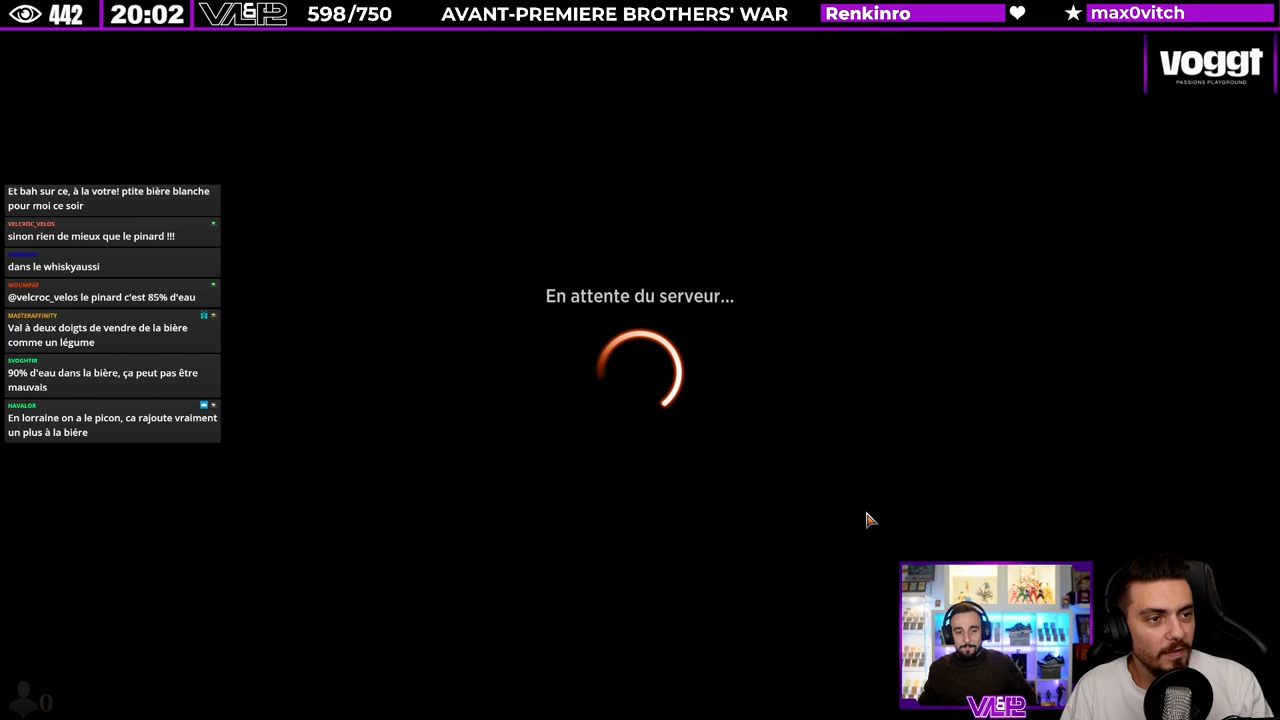 442
20:02
VAL&PL
598/750
AVANT-PREMIERE BROTHERS' WAR
Renkinro
max0vitch
voggt
PASSIONS PLAYGROUND
Et bah sur ce, à la votre! ptite bière blanche
pour moi ce soir
VELCROC_VELOS
sinon rien de mieux que le pinard !!!
dans le whiskyaussi
WOUMPAF
@velcroc_velos le pinard c'est 85% d'eau
MASTERAFFINITY
Val à deux doigts de vendre de la bière
comme un légume
SVOGHTIR
90% d'eau dans la bière, ça peut pas être
mauvais
HAVALOR
En lorraine on a le picon, ca rajoute vraiment
un plus à la biére
En attente du serveur...
0